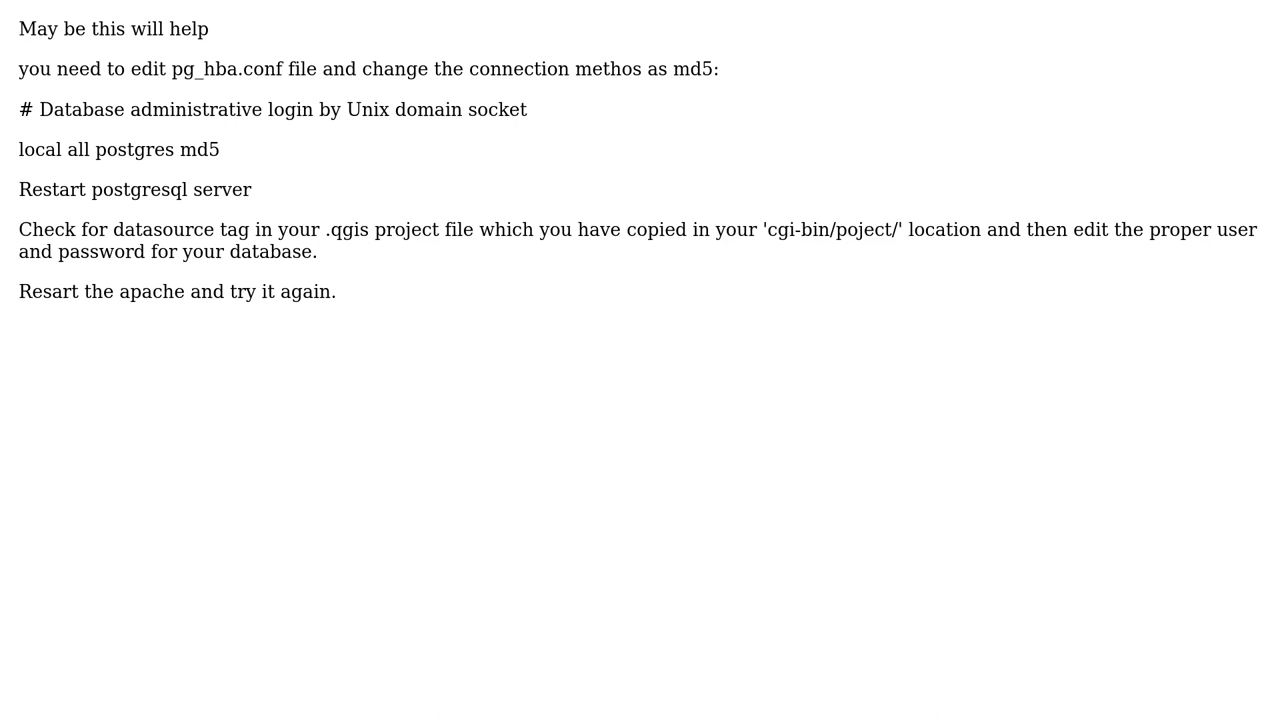 May be this will help
you need to edit pg_hba.conf file and change the connection methos as md5:
# Database administrative login by Unix domain socket
local all postgres md5
Restart postgresql server
Check for datasource tag in your .qgis project file which you have copied in your 'cgi-bin/poject/' location and then edit the proper user
and password for your database.
Resart the apache and try it again.